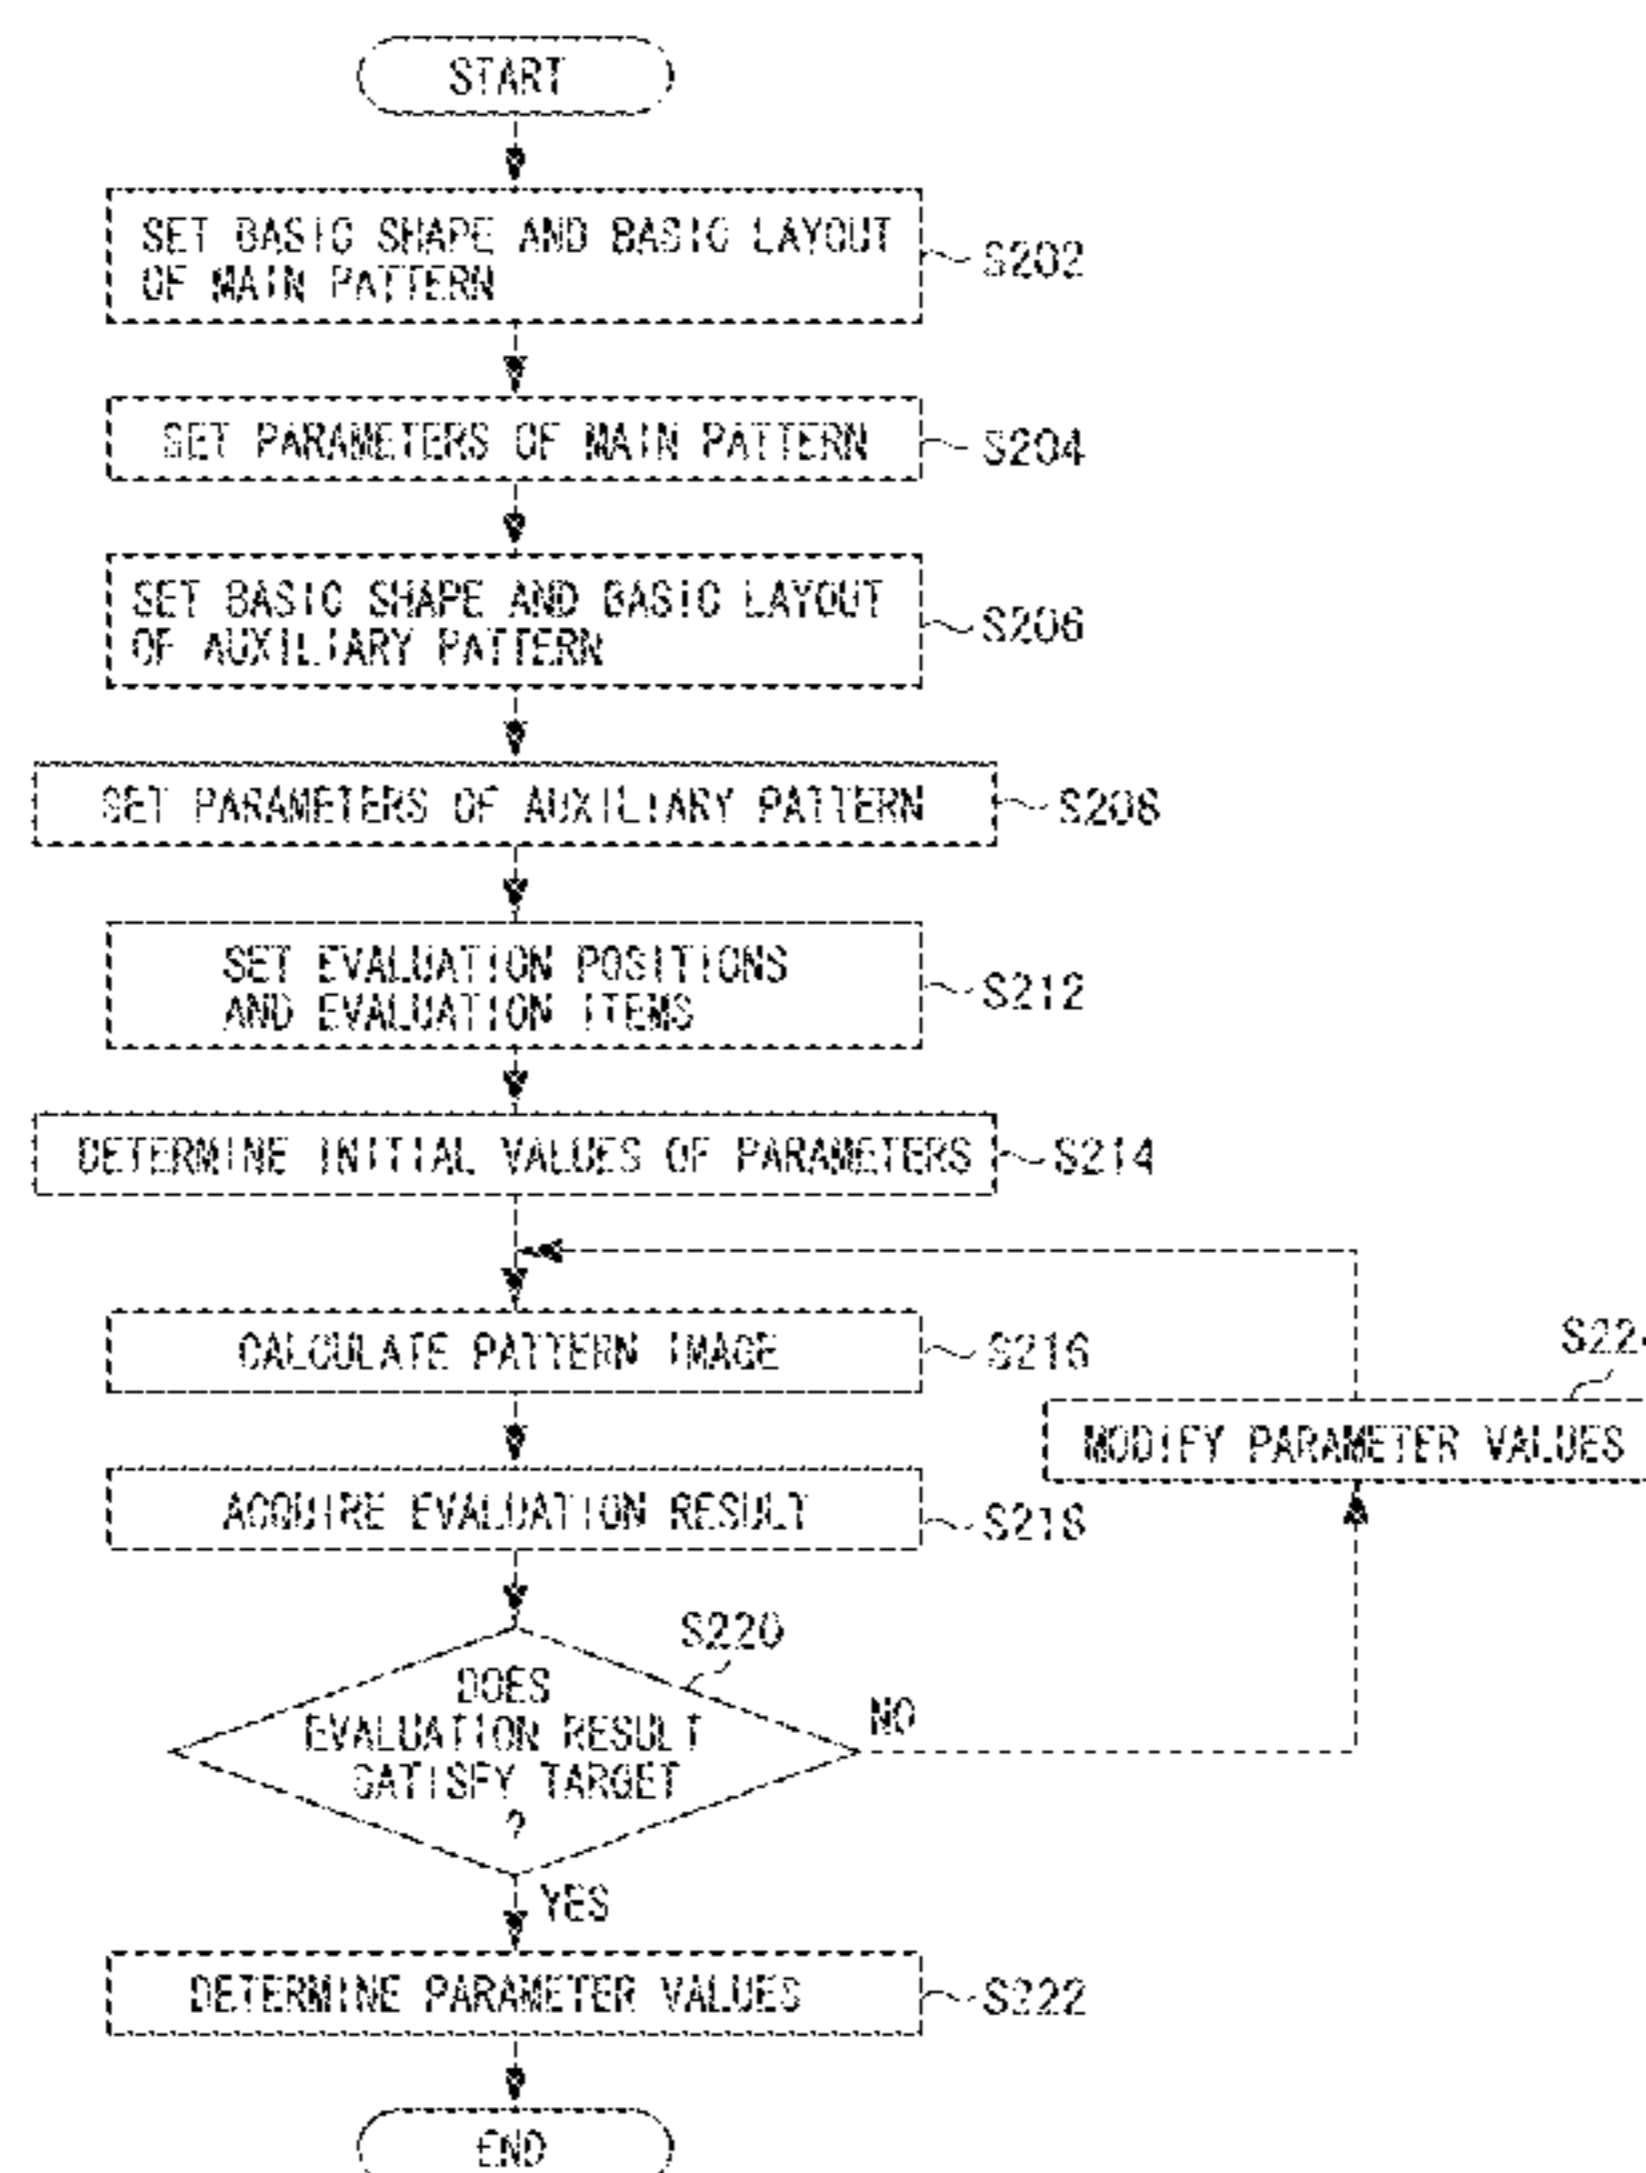 START
SET BASIC SHAPE AND BASIC LAYOUT
OF MAIN PATTERN
S202
SET PARAMETERS OF MAIN PATTERN
S204
SET BASIC SHAPE AND BASIC LAYOUT
OF AUXILIARY PATTERN
S206
SET PARAMETERS OF AUXILIARY PATTERN
S208
SET EVALUATION POSITIONS
AND EVALUATION ITEMS
S212
DETERMINE INITIAL VALUES OF PARAMETERS
S214
CALCULATE PATTERN IMAGE
S216
MODIFY PARAMETER VALUES
ACQUIRE EVALUATION RESULT
S218
S220
DOES
EVALUATION RESULT
SATISFY TARGET
?
NO
YES
DETERMINE PARAMETER VALUES
S222
END